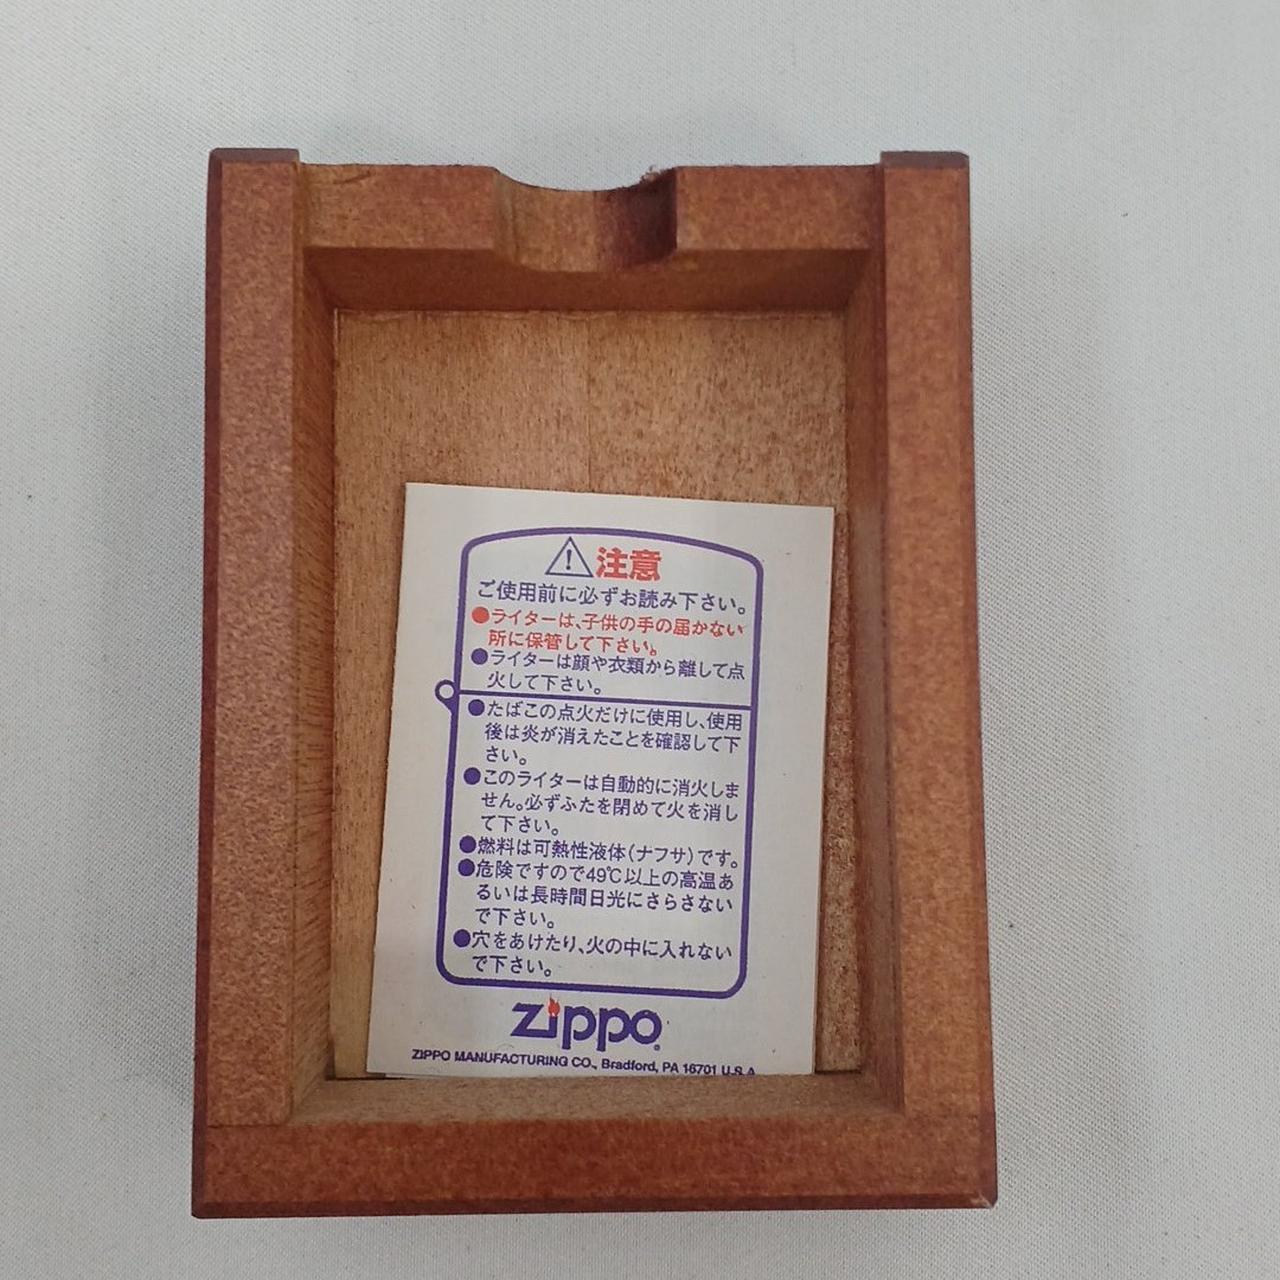 注意
ご使用前に必ずお読み下さい。
●ライターは、子供の手の届かない
所に保管して下さい。
●ライターは顔や衣類から離して点
火して下さい。
●たばこの点火だけに使用し、使用
後は炎が消えたことを確認して下
さい。
●このライターは自動的に消火しま
せん。必ずふたを閉めて火を消し
て下さい。
●燃料は可熱性液体(ナフサ)です。
●危険ですので49℃以上の高温あ
るいは長時間日光にさらさない
で下さい。
●穴をあけたり、火の中に入れない
で下さい。
Zippo
ZIPPO MANUFACTURING CO., Bradford, PA 16701 U.S.A